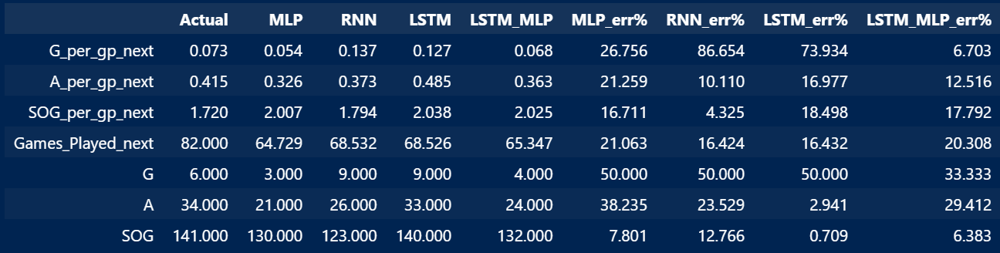 Actual MLP RNN LSTM LSTM_MLP MLP_err% RNN_err% LSTM_err% LSTM_MLP_err%
G_per_gp_next 0.073 0.054 0.137 0.127 0.068 26.756 86.654 73.934 6.703
A_per_gp_next 0.415 0.326 0.373 0.485 0.363 21.259 10.110 16.977 12.516
SOG_per_gp_next 1.720 2.007 1.794 2.038 2.025 16.711 4.325 18.498 17.792
Games_Played_next 82.000 64.729 68.532 68.526 65.347 21.063 16.424 16.432 20.308
G 6.000 3.000 9.000 9.000 4.000 50.000 50.000 50.000 33.333
A 34.000 21.000 26.000 33.000 24.000 38.235 23.529 2.941 29.412
SOG 141.000 130.000 123.000 140.000 132.000 7.801 12.766 0.709 6.383